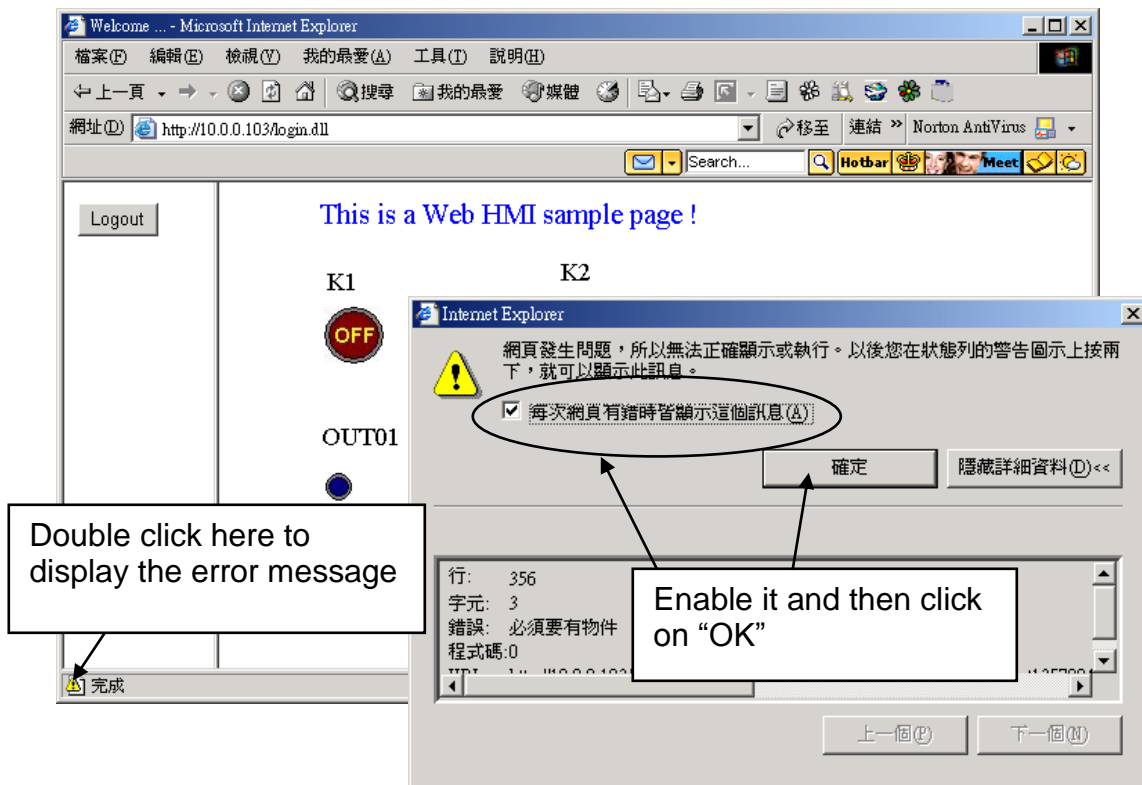 Welcome ... - Microsoft Internet Explorer
檔案(F) 編輯(E) 檢視(V) 我的最愛(A) 工具(T) 說明(H)
上一頁 搜尋 我的最愛 媒體
網址(D) http://10.0.0.103/login.dll 移至 連結 » Norton AntiVirus
Search... Hotbar Meet
Logout
This is a Web HMI sample page !
K1 K2
OFF
OUT01
Internet Explorer
網頁發生問題，所以無法正確顯示或執行。以後您在狀態列的警告圖示上按兩
下，就可以顯示此訊息。
每次網頁有錯時皆顯示這個訊息(A)
確定 隱藏詳細資料(D)<<
Double click here to
display the error message
行: 356
字元: 3
錯誤: 必須要有物件
程式碼:0
Enable it and then click
on “OK”
完成
上一個(P) 下一個(N)